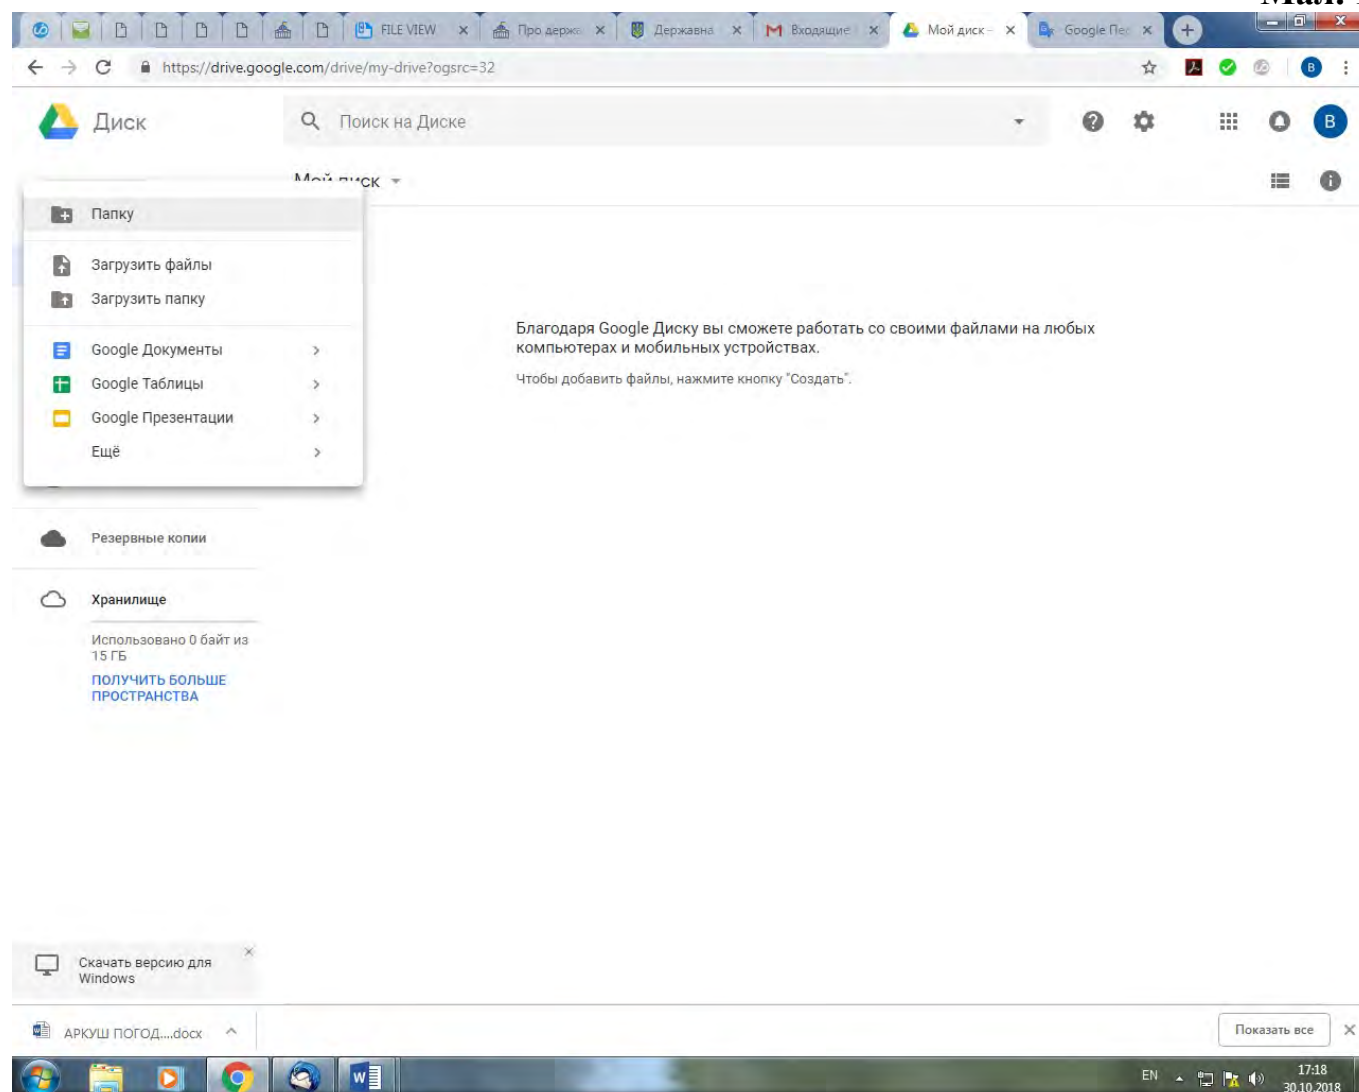 Мал.
FILE VIEW
Про держа
Державна
Входящие
Мой диск -
Google Пер
https://drive.google.com/drive/my-drive?ogsrc=32
B
Диск
Поиск на Диске
B
Мой диск
Папку
Загрузить файлы
Загрузить папку
Благодаря Google Диску вы сможете работать со своими файлами на любых
компьютерах и мобильных устройствах.
Чтобы добавить файлы, нажмите кнопку "Создать".
Google Документы
Google Таблицы
Google Презентации
Ещё
Резервные копии
Хранилище
Использовано 0 байт из
15 ГБ
ПОЛУЧИТЬ БОЛЬШЕ
ПРОСТРАНСТВА
Скачать версию для
Windows
АРКУШ ПОГОД....docx
Показать все
EN
17:18
30.10.2018